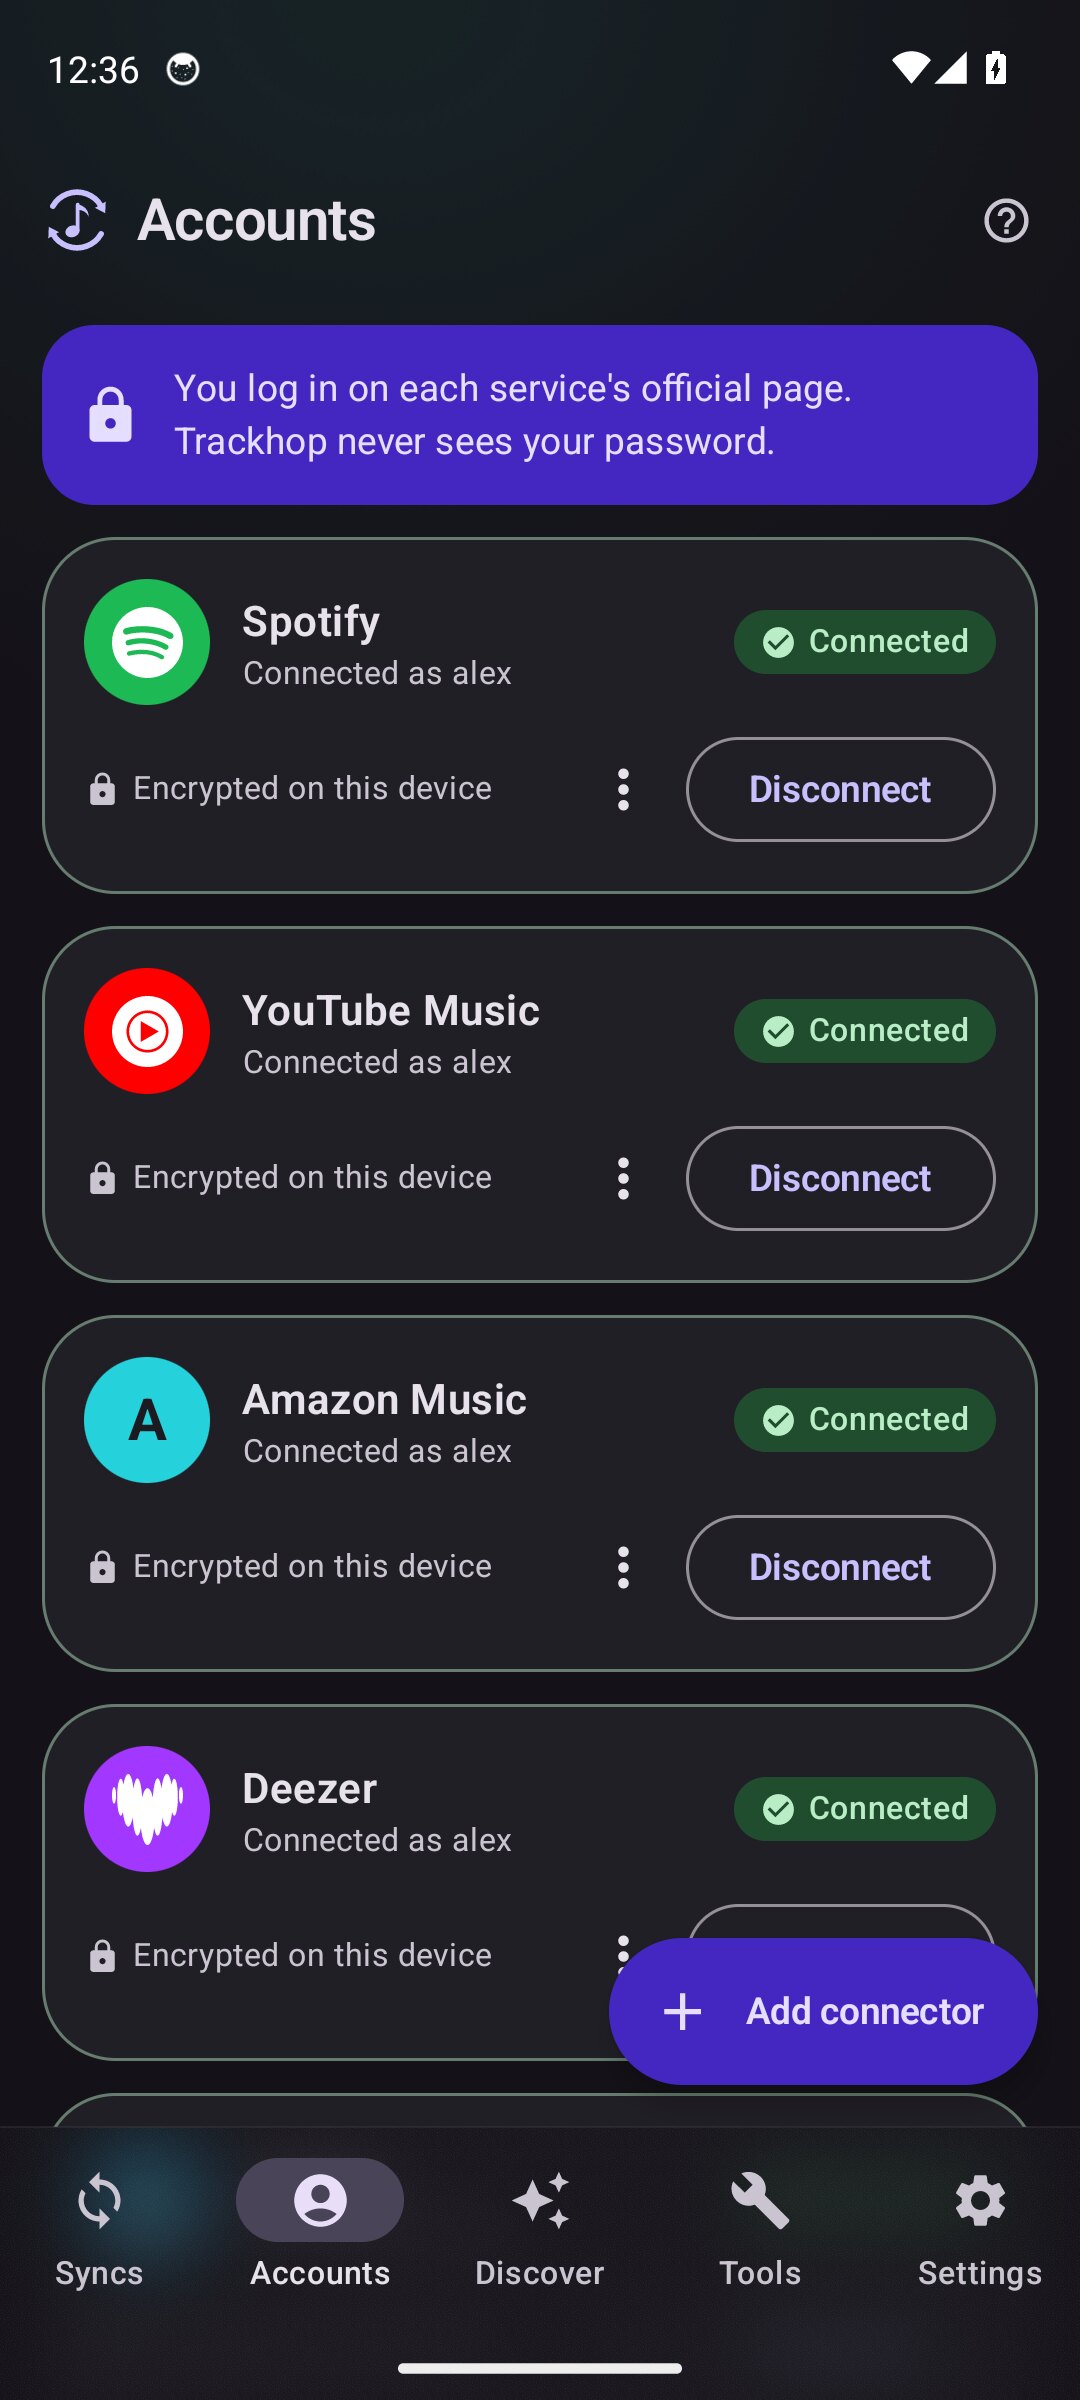 12:36
Accounts
You log in on each service's official page.
Trackhop never sees your password.
Spotify
Connected as alex
Connected
Encrypted on this device
Disconnect
YouTube Music
Connected as alex
Connected
Encrypted on this device
Disconnect
A
Amazon Music
Connected as alex
Connected
Encrypted on this device
Disconnect
Deezer
Connected as alex
Connected
Encrypted on this device
Add connector
Syncs
Accounts
Discover
Tools
Settings